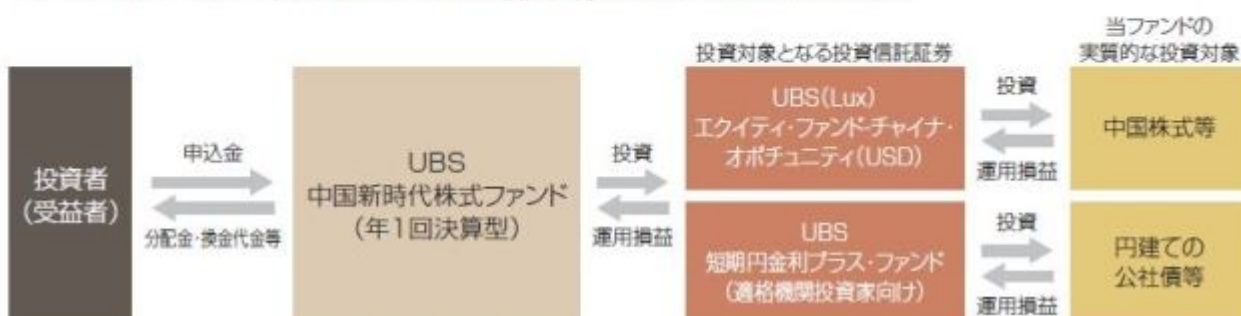 当ファンドの
実質的な投資対象
投資対象となる投資信託証券
投資者
(受益者)
申込金
分配金・換金代金等
UBS
中国新時代株式ファンド
(年1回決算型)
投資
運用損益
UBS(Lux)
エクイティ・ファンド-チャイナ・
オポチュニティ(USD)
投資
運用損益
中国株式等
UBS
短期円金利プラス・ファンド
(適格機関投資家向け)
投資
運用損益
円建ての
公社債等